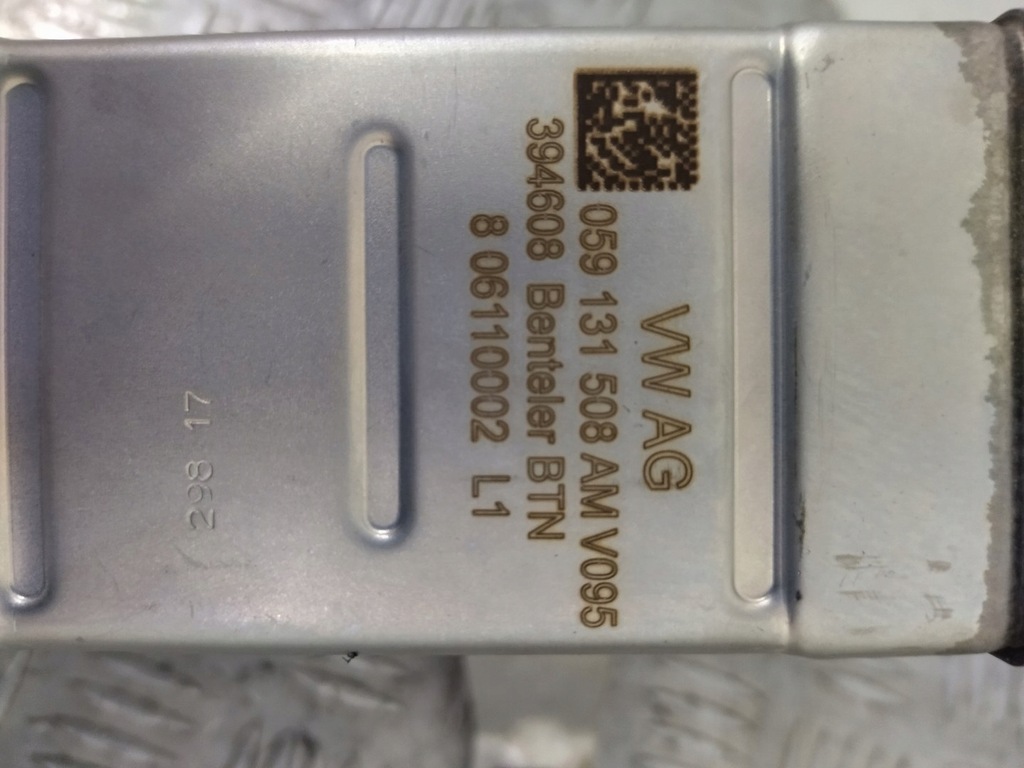 VW AG
059 131 508 AM V095
394608 Benteler BTN
8 06110002 L1
298 17